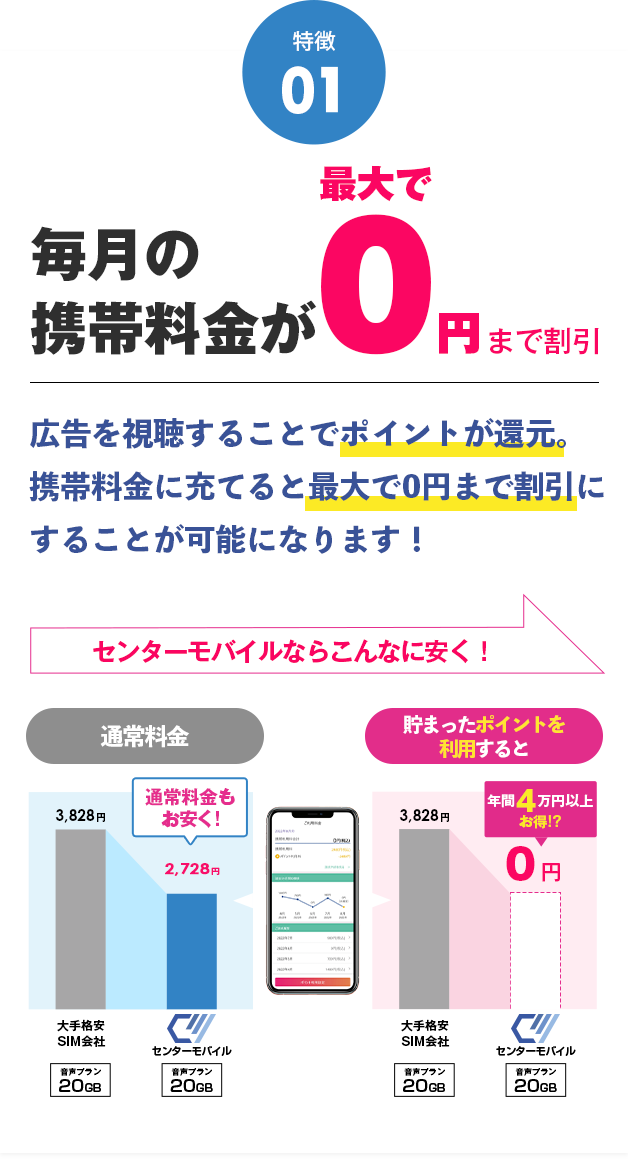 特徴
01
最大で
毎月の
携帯料金が0円まで割引
広告を視聴することでポイントが還元。
携帯料金に充てると最大で0円まで割引に
することが可能になります！
センターモバイルならこんなに安く！
通常料金
3,828円
通常料金も
お安く！
2,728円
大手格安
SIM会社
センターモバイル
音声プラン
20GB
音声プラン
20GB
ご利用料金
0円(税込)
貯まったポイントを
利用すると
3,828円
年間4万円以上
お得!?
0円
大手格安
SIM会社
センターモバイル
音声プラン
20GB
音声プラン
20GB